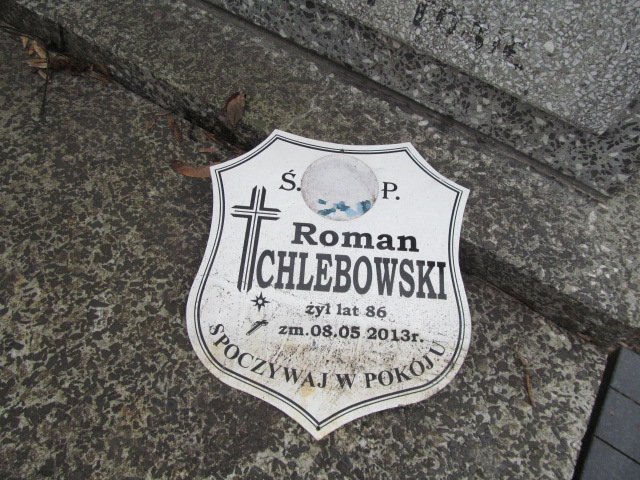 Ś. P.
Roman
CHLEBOWSKI
żył lat 86
zm.08.05 2013r.
SPOCZYWAJ W POKOJU